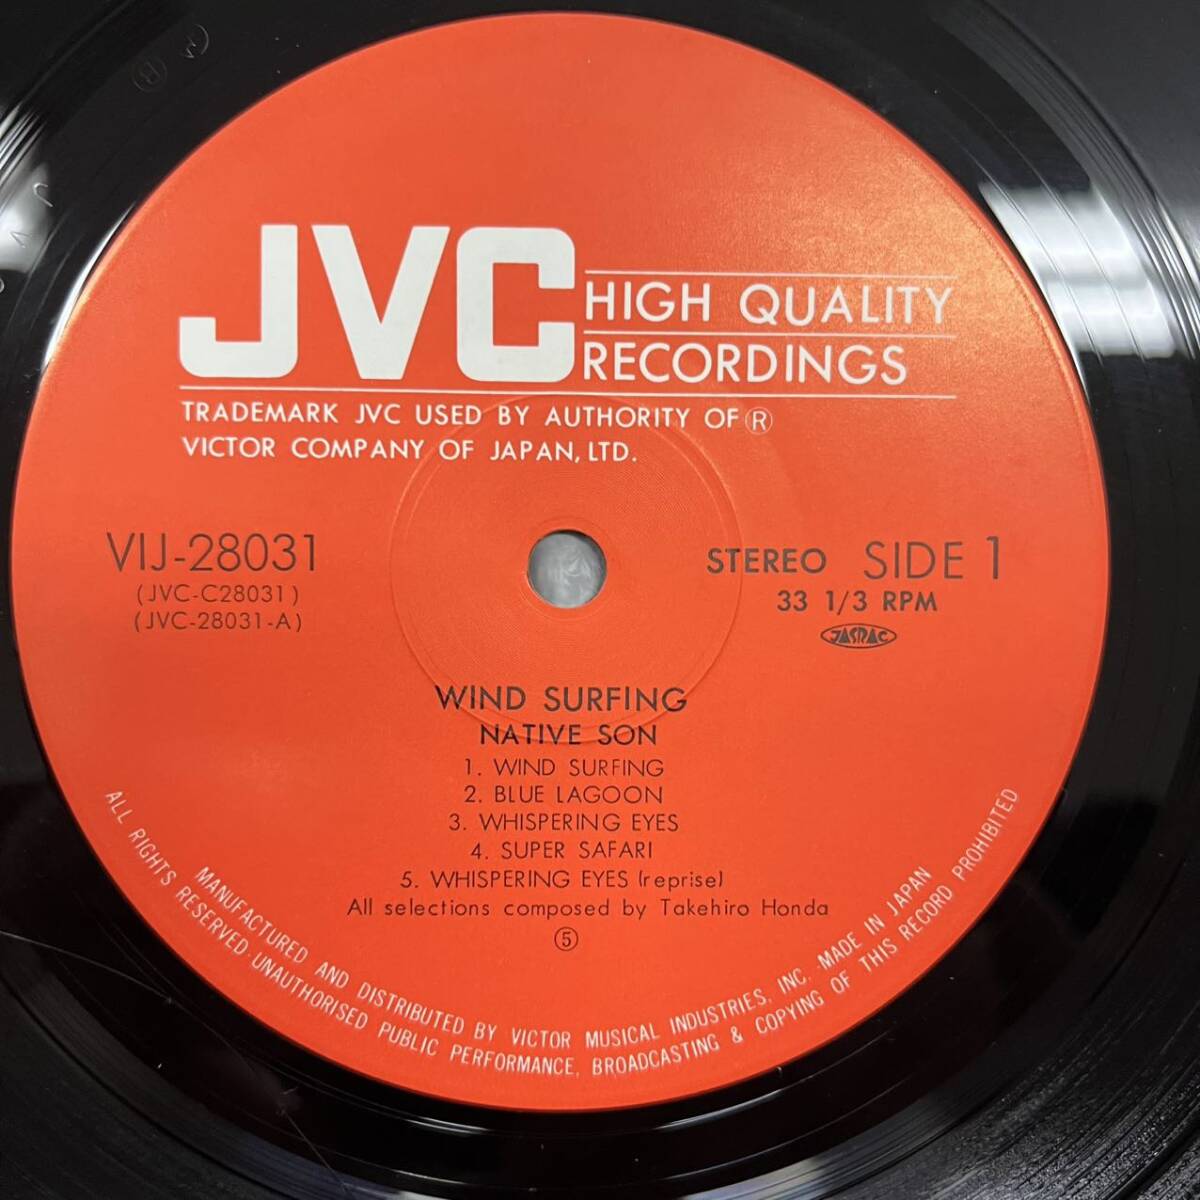 JVC
HIGH QUALITY
RECORDINGS
TRADEMARK JVC USED BY AUTHORITY OF Ⓡ
VICTOR COMPANY OF JAPAN, LTD.
VIJ-28031
(JVC-C28031)
(JVC-28031-A)
STEREO SIDE 1
33 1/3 RPM
JASRAC
WIND SURFING
NATIVE SON
1. WIND SURFING
2. BLUE LAGOON
3. WHISPERING EYES
4. SUPER SAFARI
5. WHISPERING EYES (reprise)
All selections composed by Takehiro Honda
⑤
MANUFACTURED AND DISTRIBUTED BY VICTOR MUSICAL INDUSTRIES, INC. MADE IN JAPAN
ALL RIGHTS RESERVED·UNAUTHORISED PUBLIC PERFORMANCE, BROADCASTING & COPYING OF THIS RECORD PROHIBITED